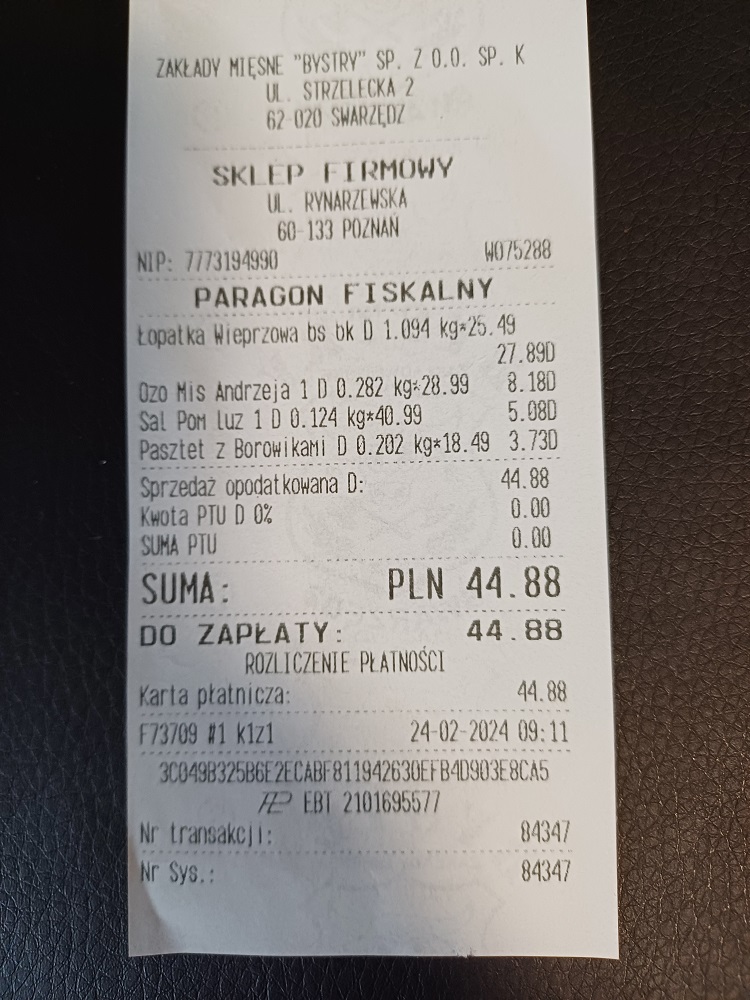 ZAKŁADY MIĘSNE "BYSTRY" SP. Z O.O. SP. K
UL. STRZELECKA 2
62-020 SWARZĘDZ
SKLEP FIRMOWY
UL. RYNARZEWSKA
60-133 POZNAŃ
NIP: 7773194990 W075288
PARAGON FISKALNY
Łopatka Wieprzowa bs bk D 1.094 kg*25.49
27.89D
Ozo Mis Andrzeja 1 D 0.282 kg*28.99 8.18D
Sal Pom luz 1 D 0.124 kg*40.99 5.08D
Pasztet z Borowikami D 0.202 kg*18.49 3.73D
Sprzedaż opodatkowana D: 44.88
Kwota PTU D 0% 0.00
SUMA PTU 0.00
SUMA: PLN 44.88
DO ZAPŁATY: 44.88
ROZLICZENIE PŁATNOŚCI
Karta płatnicza: 44.88
F73709 #1 k1z1 24-02-2024 09:11
3C049B325B6E2ECABF811942630EFB4D903E8CA5
EBT 2101695577
Nr transakcji: 84347
Nr Sys.: 84347